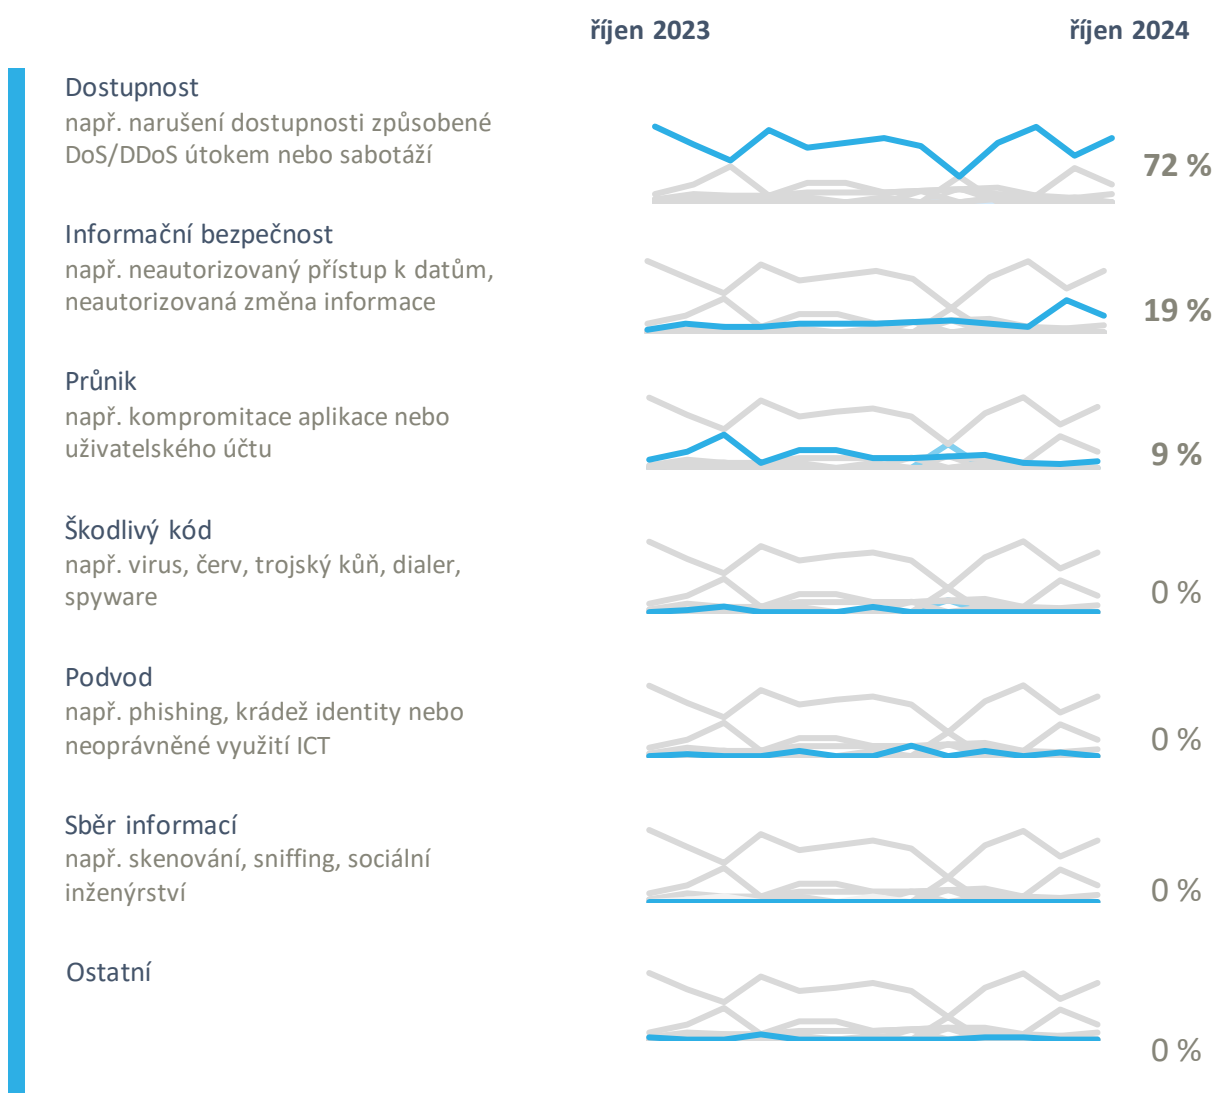 říjen 2023
říjen 2024
Dostupnost
např. narušení dostupnosti způsobené
DoS/DDoS útokem nebo sabotáží
72 %
Informační bezpečnost
např. neautorizovaný přístup k datům,
neautorizovaná změna informace
19 %
Průnik
např. kompromitace aplikace nebo
uživatelského účtu
9 %
Škodlivý kód
např. virus, červ, trojský kůň, dialer,
spyware
0 %
Podvod
např. phishing, krádež identity nebo
neoprávněné využití ICT
0 %
Sběr informací
např. skenování, sniffing, sociální
inženýrství
0 %
Ostatní
0 %